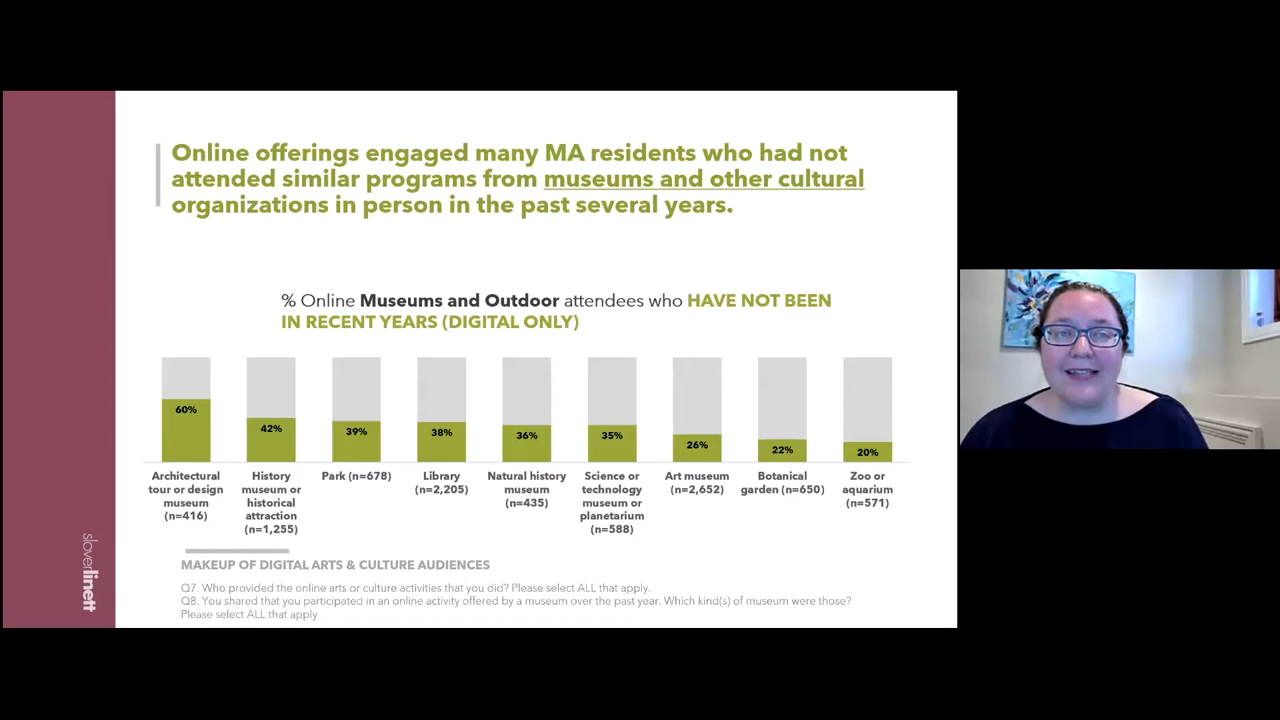 Online offerings engaged many MA residents who had not
attended similar programs from museums and other cultural
organizations in person in the past several years.
% Online Museums and Outdoor attendees who HAVE NOT BEEN
IN RECENT YEARS (DIGITAL ONLY)
60%
42%
39%
38%
36%
35%
26%
22%
20%
Architectural
tour or design
museum
(n=416)
History
museum or
historical
attraction
(n=1,255)
Park (n=678)
Library
(n=2,205)
Natural history
museum
(n=435)
Science or
technology
museum or
planetarium
(n=588)
Art museum
(n=2,652)
Botanical
garden (n=650)
Zoo or
aquarium
(n=571)
MAKEUP OF DIGITAL ARTS & CULTURE AUDIENCES
Q7. Who provided the online arts or culture activities that you did? Please select ALL that apply.
Q8. You shared that you participated in an online activity offered by a museum over the past year. Which kind(s) of museum were those?
Please select ALL that apply
sloverlinett